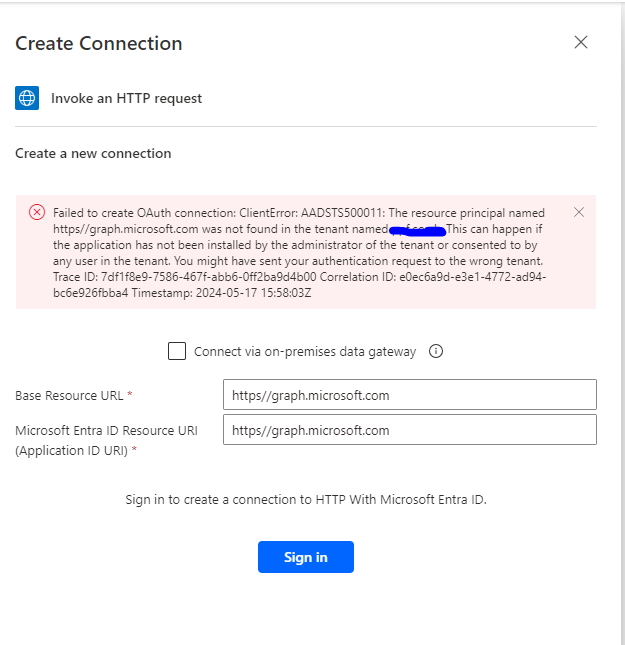 Create Connection
Invoke an HTTP request
Create a new connection
Failed to create OAuth connection: ClientError: AADSTS500011: The resource principal named
https//graph.microsoft.com was not found in the tenant named
This can happen if
the application has not been installed by the administrator of the tenant or consented to by
any user in the tenant. You might have sent your authentication request to the wrong tenant.
Trace ID: 7df1f8e9-7586-467f-abb6-0ff2ba9d4b00 Correlation ID: e0ec6a9d-e3e1-4772-ad94-
bc6e926fbba4 Timestamp: 2024-05-17 15:58:03Z
Connect via on-premises data gateway
Base Resource URL *
https//graph.microsoft.com
Microsoft Entra ID Resource URI
(Application ID URI) *
https//graph.microsoft.com
Sign in to create a connection to HTTP With Microsoft Entra ID.
Sign in